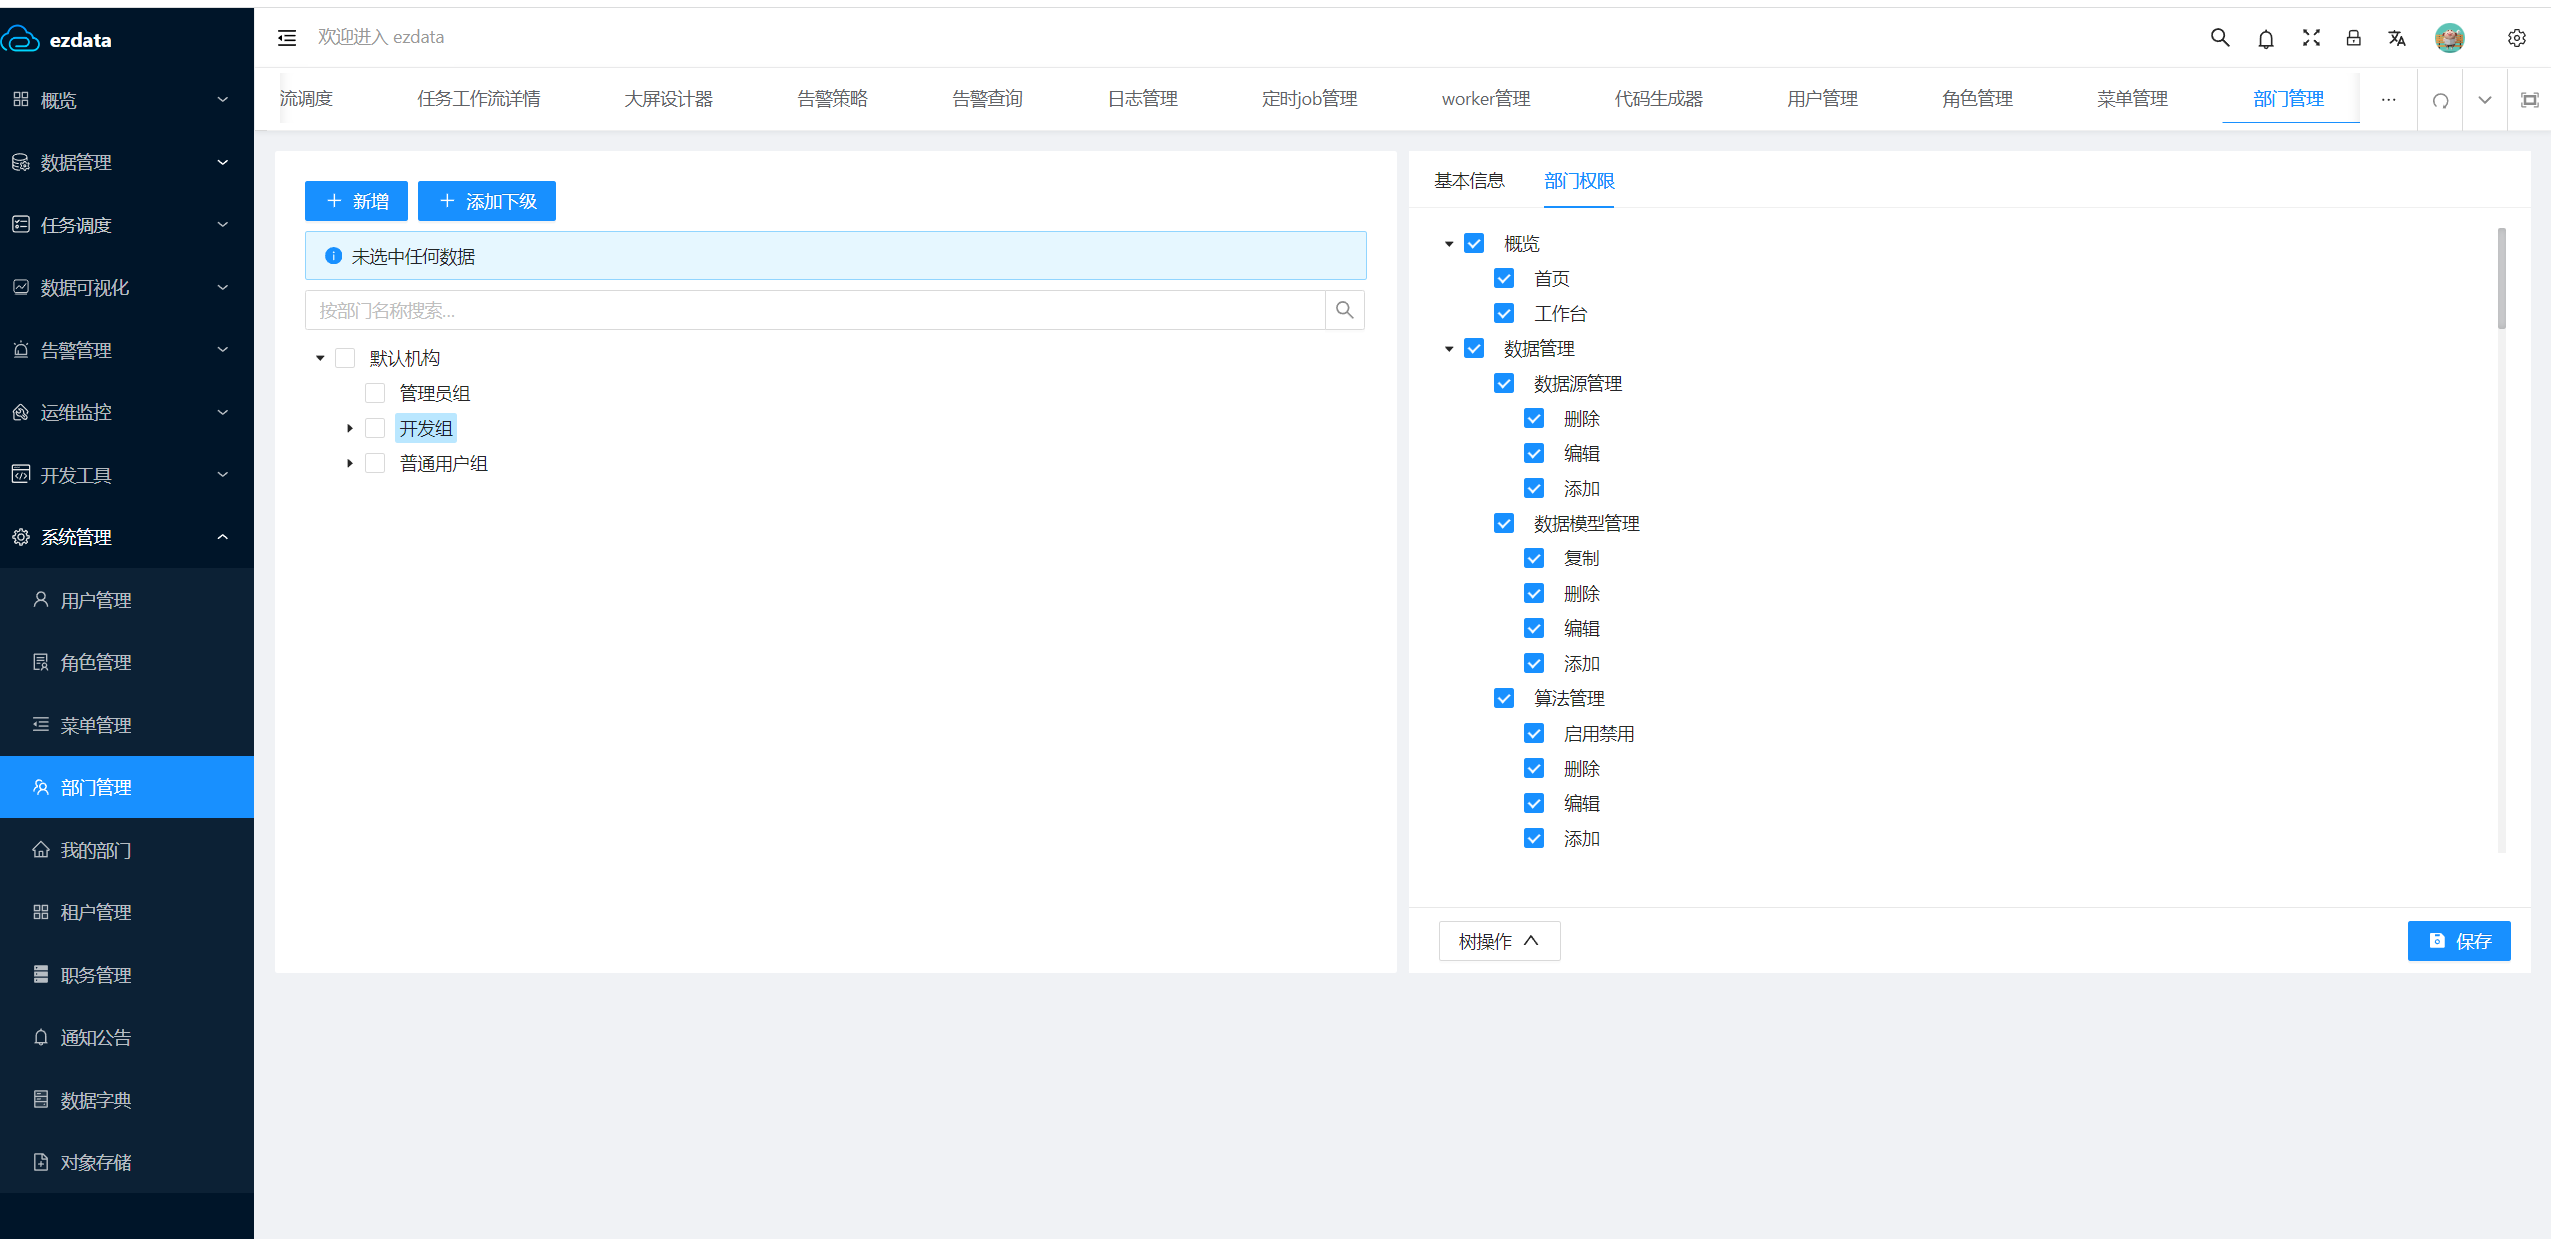 ezdata
概览
数据管理
任务调度
数据可视化
告警管理
运维监控
开发工具
系统管理
用户管理
角色管理
菜单管理
部门管理
我的部门
租户管理
职务管理
通知公告
数据字典
对象存储
欢迎进入 ezdata
流调度 任务工作流详情 大屏设计器 告警策略 告警查询 日志管理 定时job管理 worker管理 代码生成器 用户管理 角色管理 菜单管理 部门管理 ...
新增 添加下级
未选中任何数据
按部门名称搜索...
默认机构
管理员组
开发组
普通用户组
基本信息 部门权限
概览
首页
工作台
数据管理
数据源管理
删除
编辑
添加
数据模型管理
复制
删除
编辑
添加
算法管理
启用禁用
删除
编辑
添加
树操作 保存